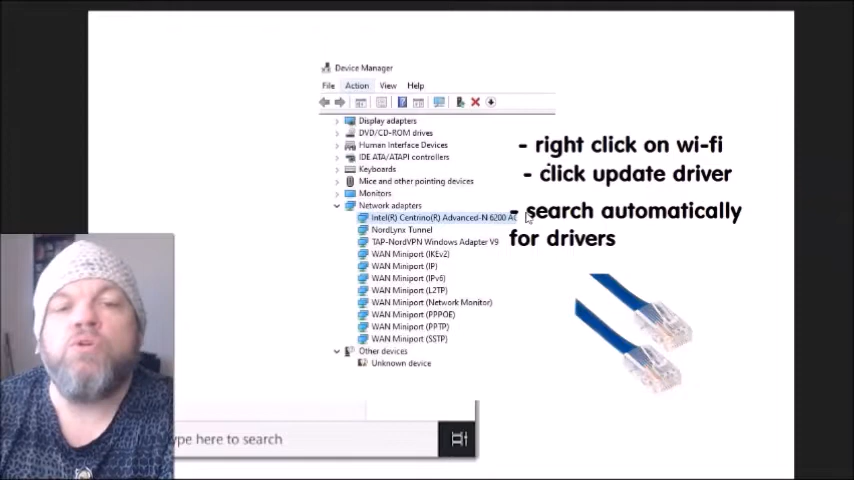 Device Manager
File Action View Help
Display adapters
DVD/CD-ROM drives
Human Interface Devices
IDE ATA/ATAPI controllers
Keyboards
Mice and other pointing devices
Monitors
Network adapters
Intel(R) Centrino(R) Advanced-N 6200 AG
NordLynx Tunnel
TAP-NordVPN Windows Adapter V9
WAN Miniport (IKEv2)
WAN Miniport (IP)
WAN Miniport (IPv6)
WAN Miniport (L2TP)
WAN Miniport (Network Monitor)
WAN Miniport (PPPOE)
WAN Miniport (PPTP)
WAN Miniport (SSTP)
Other devices
Unknown device
- right click on wi-fi
- click update driver
- search automatically
for drivers
ype here to search